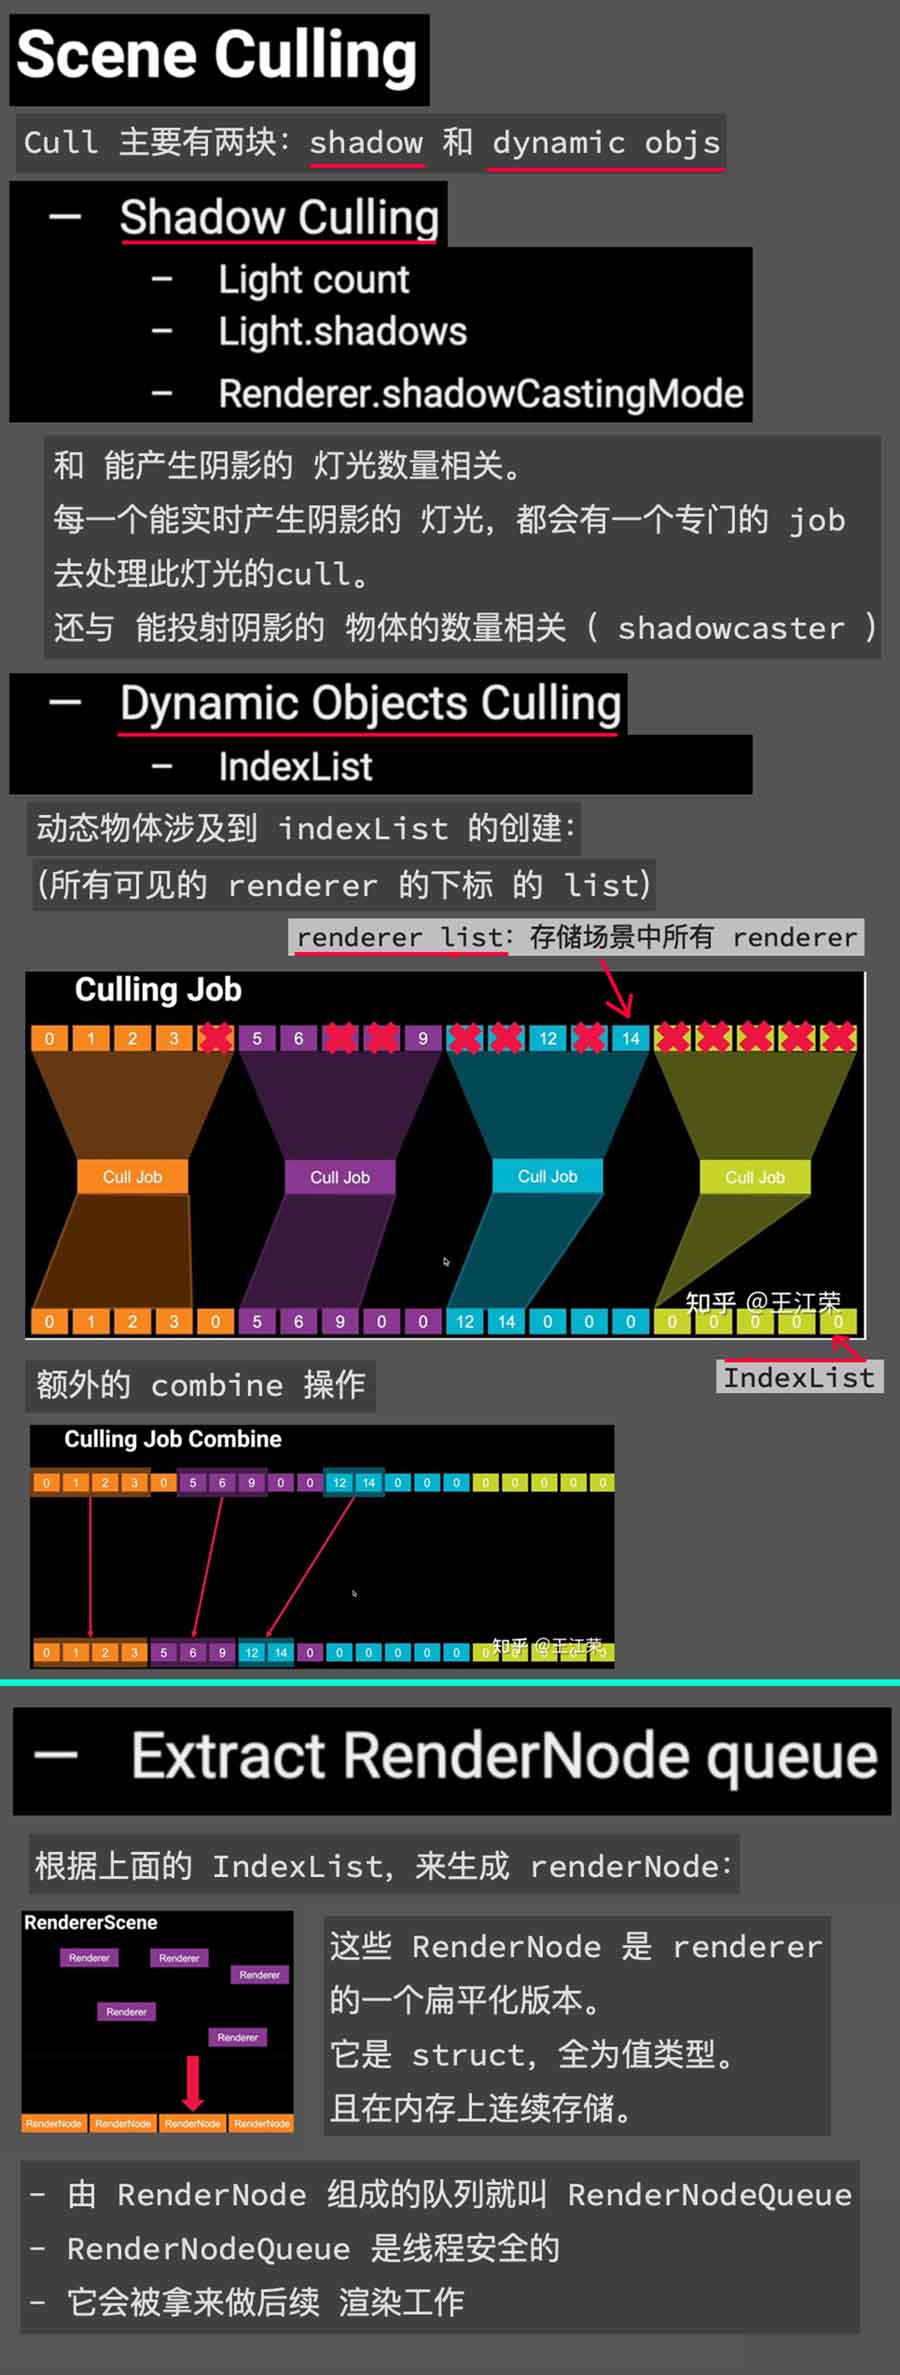 Scene Culling
Cull 主要有两块: shadow 和 dynamic objs
— Shadow Culling
– Light count
– Light.shadows
– Renderer.shadowCastingMode
和 能产生阴影的 灯光数量相关。
每一个能实时产生阴影的 灯光, 都会有一个专门的 job
去处理此灯光的cull。
还与 能投射阴影的 物体的数量相关 ( shadowcaster )
— Dynamic Objects Culling
– IndexList
动态物体涉及到 indexList 的创建:
(所有可见的 renderer 的下标 的 list)
renderer list: 存储场景中所有 renderer
Culling Job
0 1 2 3 5 6 9 12 14
Cull Job Cull Job Cull Job Cull Job
知乎 @王江荣
0 1 2 3 0 5 6 9 0 0 12 14 0 0 0 0 0 0 0 0
IndexList
额外的 combine 操作
Culling Job Combine
0 1 2 3 0 5 6 9 0 0 12 14 0 0 0 0 0 0 0 0
知乎 @王江荣
0 1 2 3 5 6 9 12 14 0 0 0 0 0 0 0 0 0 0 0
— Extract RenderNode queue
根据上面的 IndexList, 来生成 renderNode:
RendererScene
Renderer Renderer
Renderer
Renderer
Renderer
RenderNode RenderNode RenderNode RenderNode
这些 RenderNode 是 renderer
的一个扁平化版本。
它是 struct, 全为值类型。
且在内存上连续存储。
- 由 RenderNode 组成的队列就叫 RenderNodeQueue
- RenderNodeQueue 是线程安全的
- 它会被拿来做后续 渲染工作